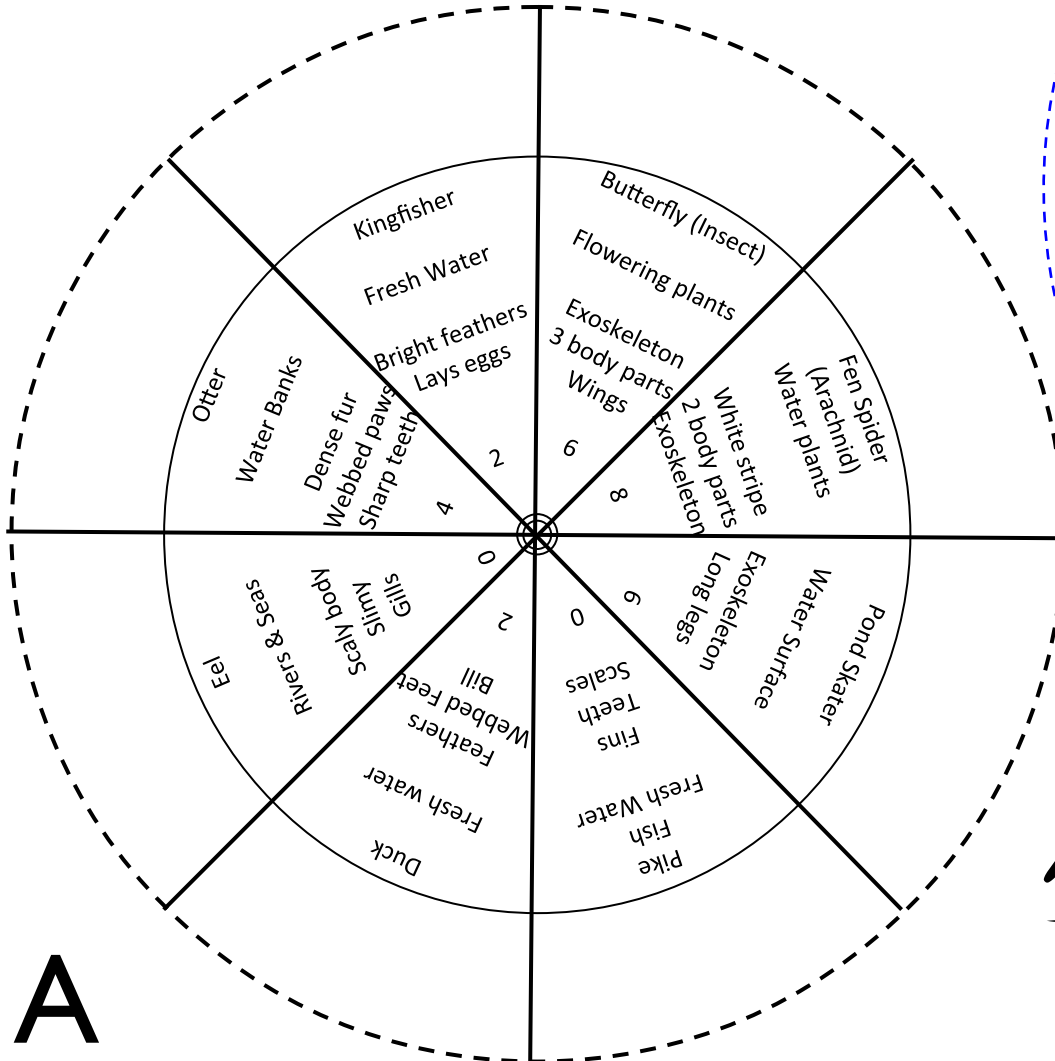 Butterfly (Insect)
Flowering plants
Exoskeleton
3 body parts
Wings
6
Fen Spider
(Arachnid)
Water plants
White stripe
2 body parts
Exoskeleton
8
Pond Skater
Water Surface
Exoskeleton
Long legs
6
Pike
Fish
Fresh Water
Fins
Teeth
Scales
0
Duck
Fresh water
Feathers
Webbed Feet
Bill
2
Eel
Rivers & Seas
Scaly body
Slimy
Gills
0
Otter
Water Banks
Dense fur
Webbed paws
Sharp teeth
4
Kingfisher
Fresh Water
Bright feathers
Lays eggs
2
A